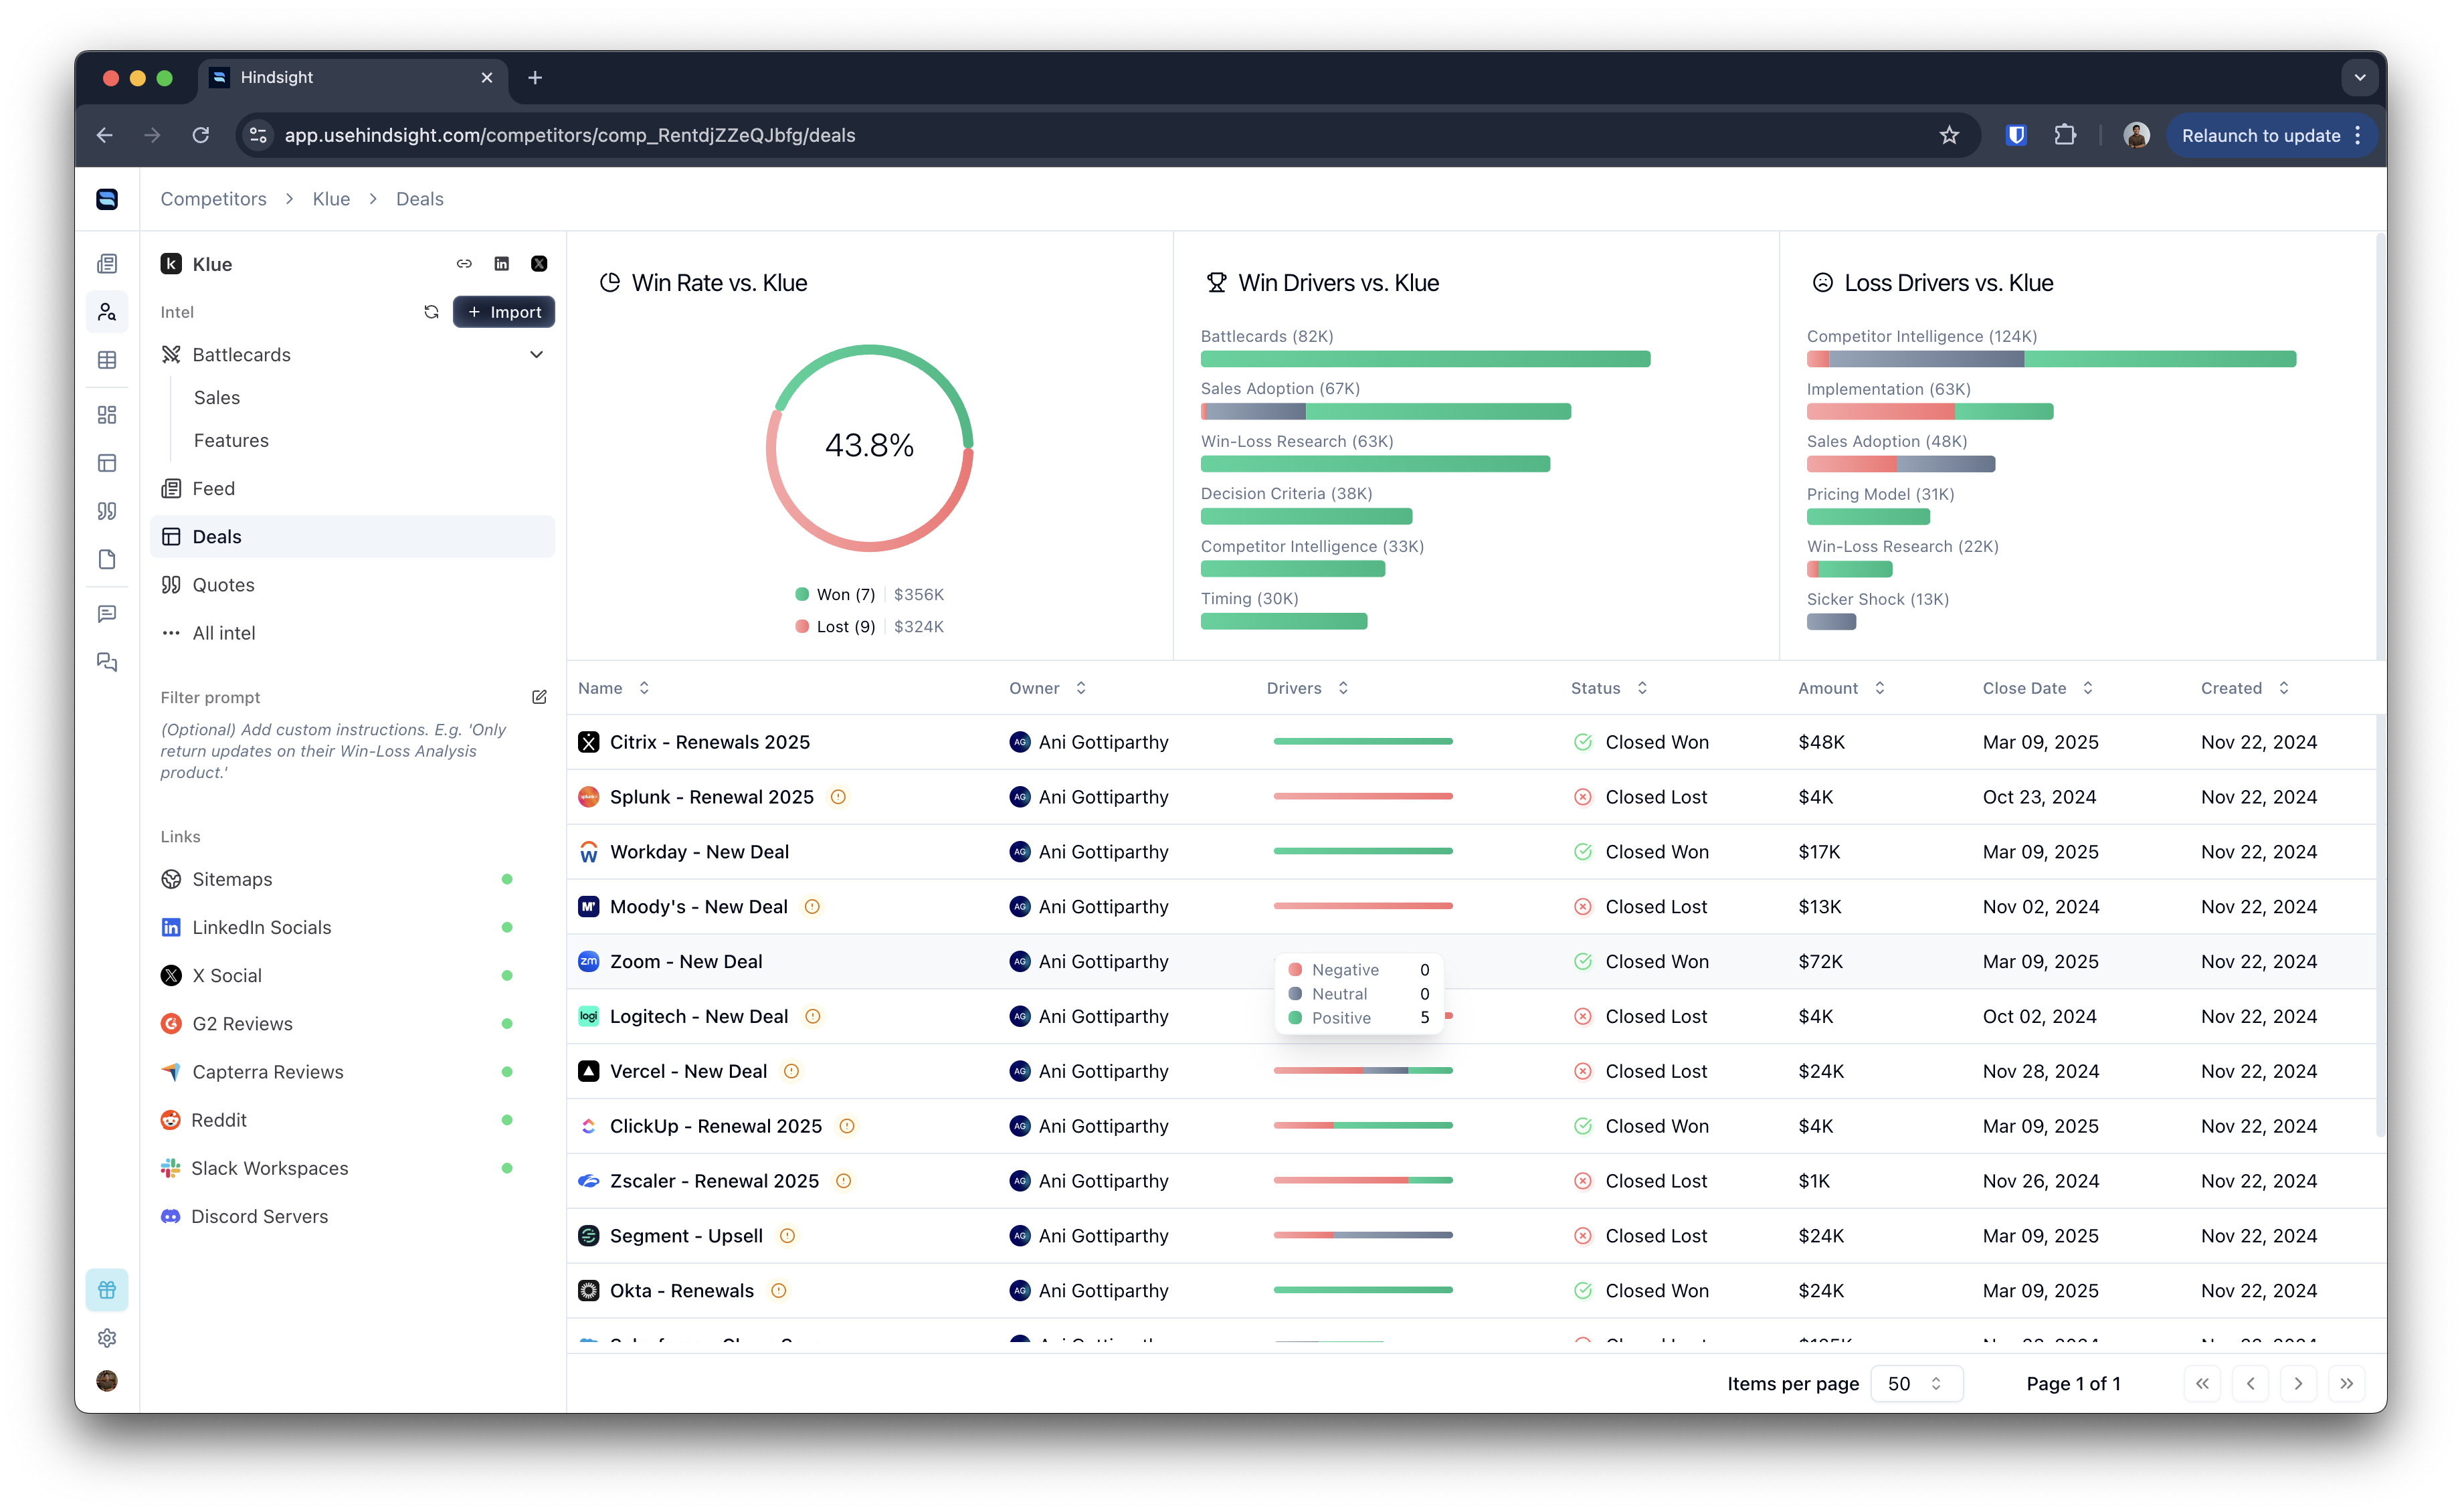 Hindsight
app.usehindsight.com/competitors/comp_RentdjZZeQJbfg/deals
Relaunch to update
Competitors > Klue > Deals
k Klue
Intel
+ Import
Battlecards
Sales
Features
Feed
Deals
Quotes
All intel
Filter prompt
(Optional) Add custom instructions. E.g. 'Only
return updates on their Win-Loss Analysis
product.'
Links
Sitemaps
LinkedIn Socials
X Social
G2 Reviews
Capterra Reviews
Reddit
Slack Workspaces
Discord Servers
Win Rate vs. Klue
43.8%
Won (7) $356K
Lost (9) $324K
Win Drivers vs. Klue
Battlecards (82K)
Sales Adoption (67K)
Win-Loss Research (63K)
Decision Criteria (38K)
Competitor Intelligence (33K)
Timing (30K)
Loss Drivers vs. Klue
Competitor Intelligence (124K)
Implementation (63K)
Sales Adoption (48K)
Pricing Model (31K)
Win-Loss Research (22K)
Sicker Shock (13K)
Name Owner Drivers Status Amount Close Date Created
Citrix - Renewals 2025 AG Ani Gottiparthy Closed Won $48K Mar 09, 2025 Nov 22, 2024
Splunk - Renewal 2025 AG Ani Gottiparthy Closed Lost $4K Oct 23, 2024 Nov 22, 2024
Workday - New Deal AG Ani Gottiparthy Closed Won $17K Mar 09, 2025 Nov 22, 2024
Moody's - New Deal AG Ani Gottiparthy Closed Lost $13K Nov 02, 2024 Nov 22, 2024
zm Zoom - New Deal AG Ani Gottiparthy Closed Won $72K Mar 09, 2025 Nov 22, 2024
Negative 0
Neutral 0
Positive 5
logi Logitech - New Deal AG Ani Gottiparthy Closed Lost $4K Oct 02, 2024 Nov 22, 2024
Vercel - New Deal AG Ani Gottiparthy Closed Lost $24K Nov 28, 2024 Nov 22, 2024
ClickUp - Renewal 2025 AG Ani Gottiparthy Closed Won $4K Mar 09, 2025 Nov 22, 2024
Zscaler - Renewal 2025 AG Ani Gottiparthy Closed Lost $1K Nov 26, 2024 Nov 22, 2024
Segment - Upsell AG Ani Gottiparthy Closed Lost $24K Mar 09, 2025 Nov 22, 2024
Okta - Renewals AG Ani Gottiparthy Closed Won $24K Mar 09, 2025 Nov 22, 2024
Items per page 50 Page 1 of 1